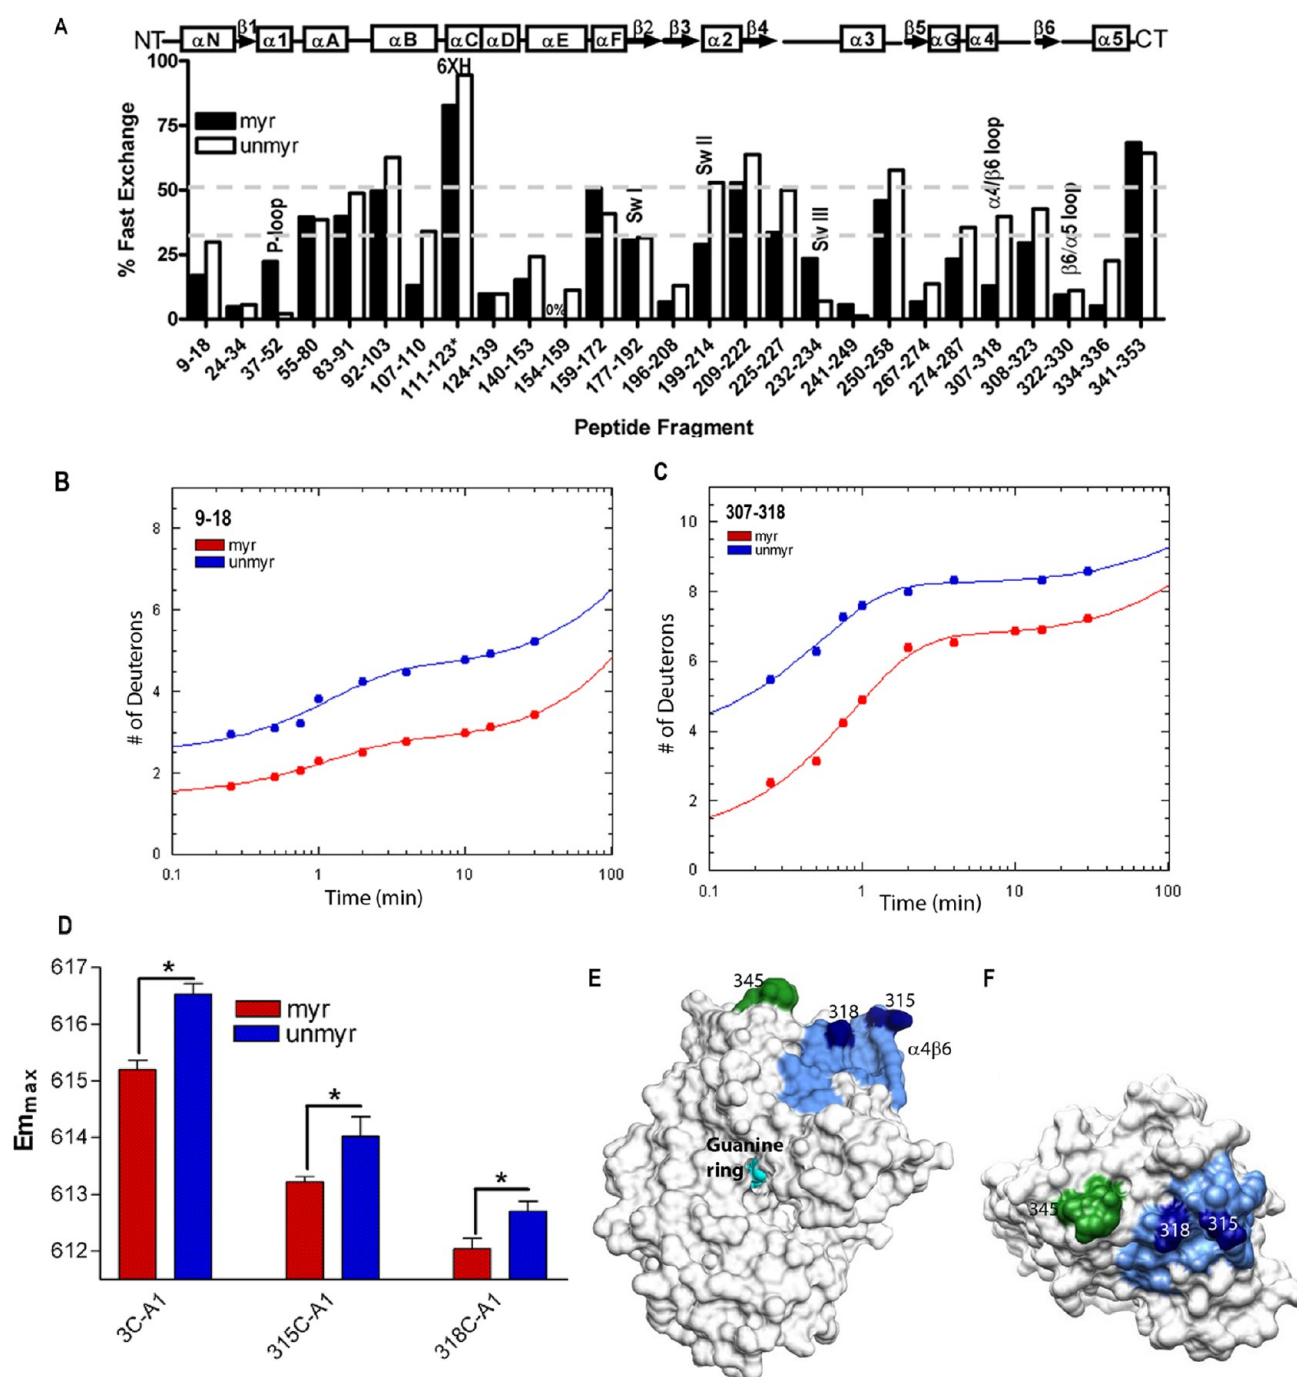 A
NT αN β1 α1 αA αB αC αD αE αF β2 β3 α2 β4 α3 β5 αG α4 β6 α5 CT
100
75
50
25
0
% Fast Exchange
myr
unmyr
P-loop
6XH
0%
Sw I
Sw II
Sw III
α4/β6 loop
β6/α5 loop
9-18
24-34
37-52
55-80
83-91
92-103
107-110
111-123*
124-139
140-153
154-159
159-172
177-192
196-208
199-214
209-222
225-227
232-234
241-249
250-258
267-274
274-287
307-318
308-323
322-330
334-336
341-353
Peptide Fragment
B
9-18
myr
unmyr
# of Deuterons
8
6
4
2
0
0.1 1 10 100
Time (min)
C
307-318
myr
unmyr
# of Deuterons
10
8
6
4
2
0
0.1 1 10 100
Time (min)
D
Emmax
617
616
615
614
613
612
* * *
myr
unmyr
3C-A1
315C-A1
318C-A1
E
345
318
315
α4β6
Guanine
ring
F
345
318
315